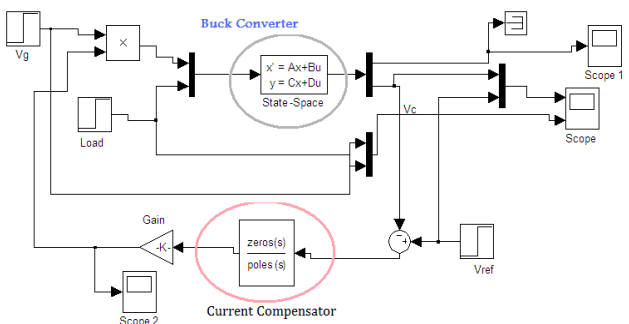 Buck Converter
Vg
×
x' = Ax+Bu
y = Cx+Du
State-Space
Scope 1
Load
Vc
Scope
Gain
-K-
zeros(s)
poles(s)
Vref
Scope 2
Current Compensator